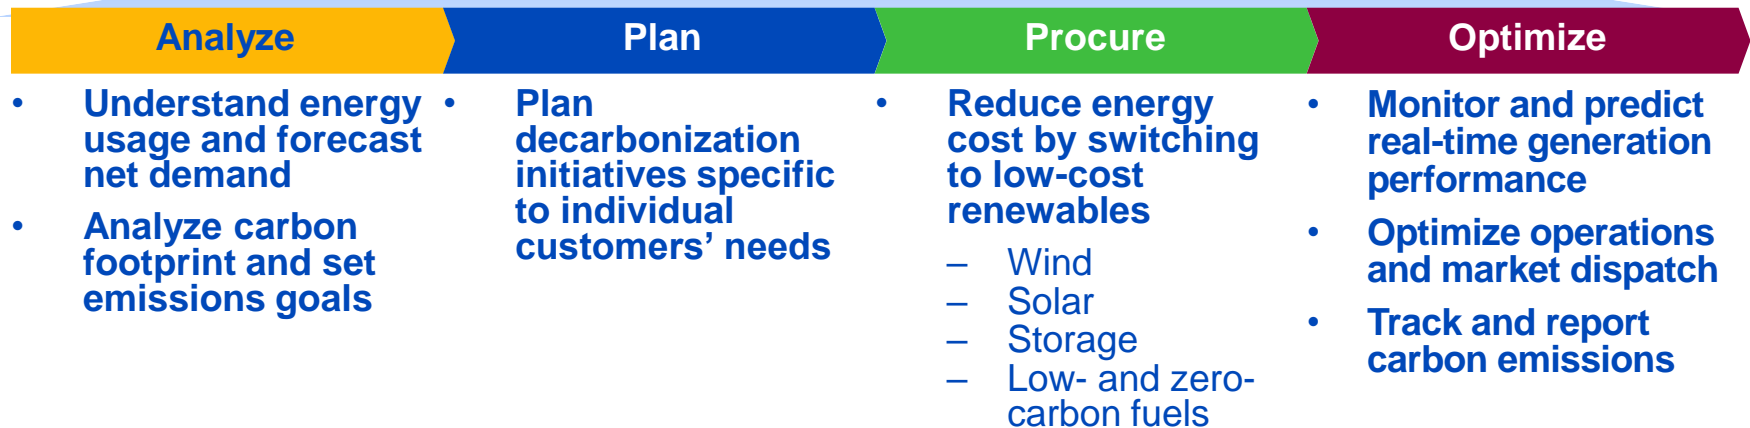 Analyze
Plan
Procure
Optimize
• Understand energy
usage and forecast
net demand
• Analyze carbon
footprint and set
emissions goals
• Plan
decarbonization
initiatives specific
to individual
customers’ needs
• Reduce energy
cost by switching
to low-cost
renewables
– Wind
– Solar
– Storage
– Low- and zero-
carbon fuels
• Monitor and predict
real-time generation
performance
• Optimize operations
and market dispatch
• Track and report
carbon emissions